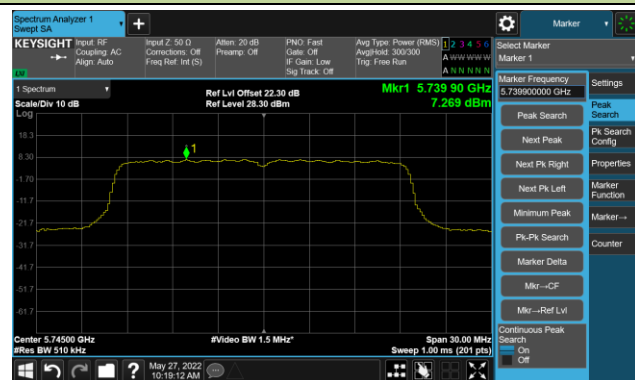 Spectrum Analyzer 1
Swept SA
Marker
KEYSIGHT
Input: RF
Coupling: AC
Align: Auto
Input Z: 50 Ω
Corrections: Off
Freq Ref: Int (S)
Atten: 20 dB
Preamp: Off
PNO: Fast
Gate: Off
IF Gain: Low
Sig Track: Off
Avg Type: Power (RMS)
Avg|Hold: 300/300
Trig: Free Run
1 2 3 4 5 6
A W W W W W
A N N N N N
Select Marker
Marker 1
1 Spectrum
Scale/Div 10 dB
Log
Ref Lvl Offset 22.30 dB
Ref Level 28.30 dBm
Mkr1 5.739 90 GHz
7.269 dBm
18.3
8.30
-1.70
-11.7
-21.7
-31.7
-41.7
-51.7
-61.7
1
Center 5.74500 GHz
#Res BW 510 kHz
#Video BW 1.5 MHz*
Span 30.00 MHz
Sweep 1.00 ms (201 pts)
Marker Frequency
5.739900000 GHz
Peak Search
Next Peak
Next Pk Right
Next Pk Left
Minimum Peak
Pk-Pk Search
Marker Delta
Mkr→CF
Mkr→Ref Lvl
Continuous Peak
Search
On
Off
Settings
Peak
Search
Pk Search
Config
Properties
Marker
Function
Marker→
Counter
?
May 27, 2022
10:19:12 AM